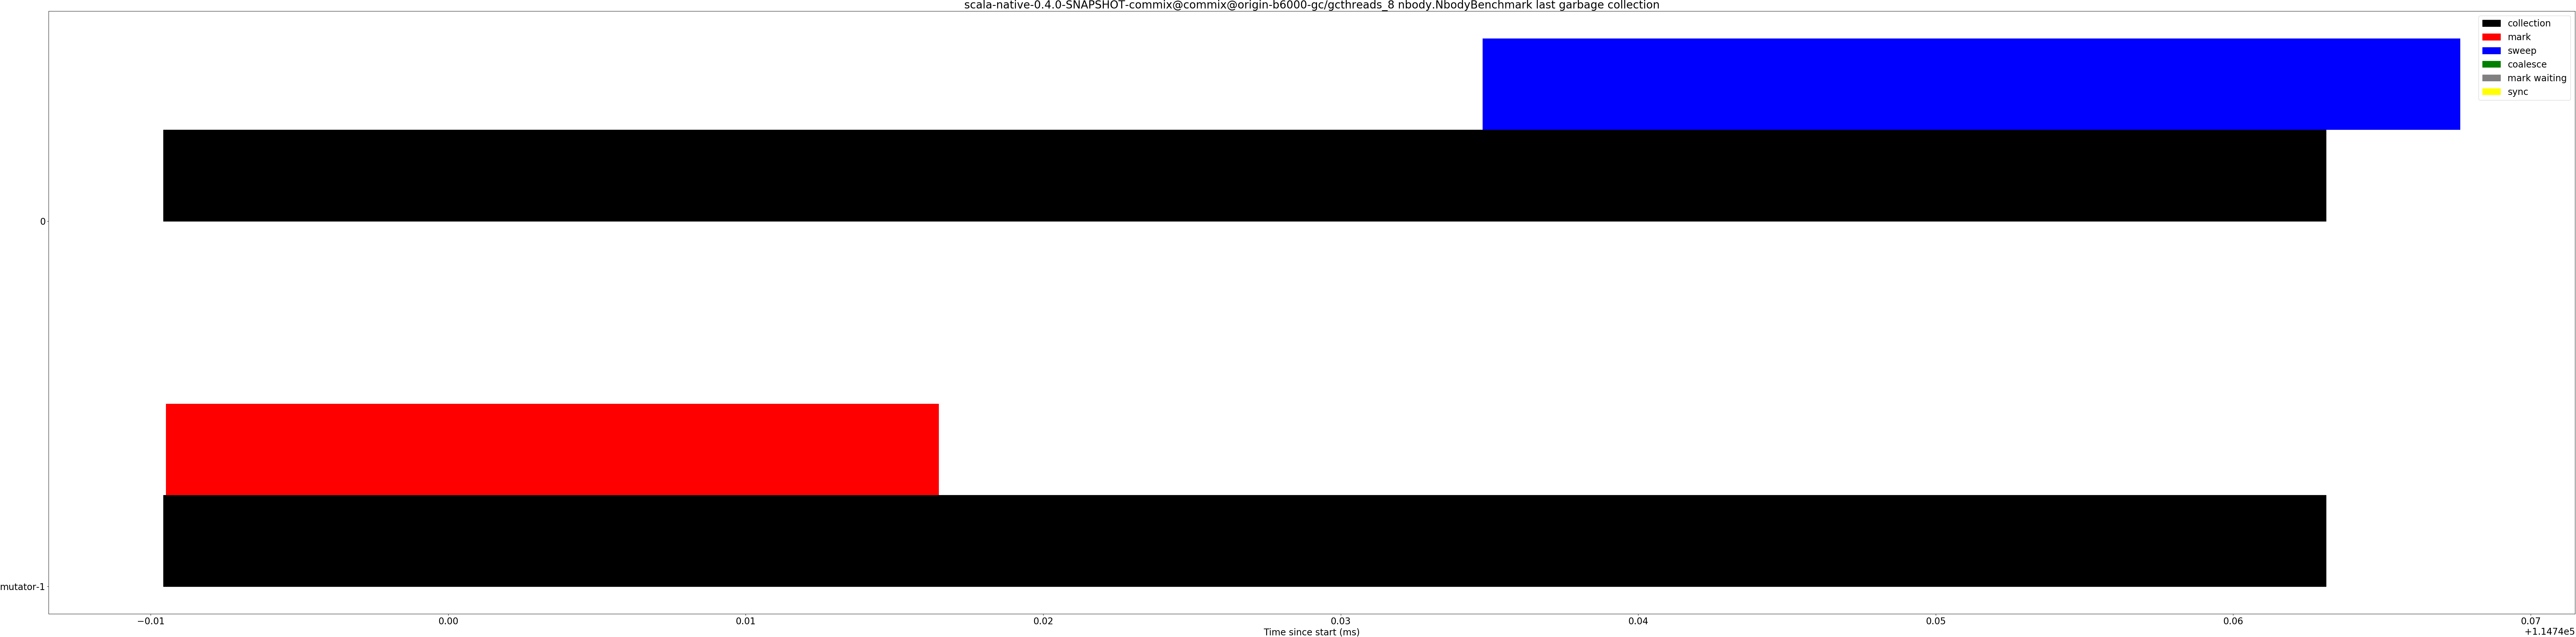 scala-native-0.4.0-SNAPSHOT-commix@commix@origin-b6000-gc/gcthreads_8 nbody.NbodyBenchmark last garbage collection
collection
mark
sweep
coalesce
mark waiting
sync
0
mutator-1
−0.01 0.00 0.01 0.02 0.03 0.04 0.05 0.06 0.07
Time since start (ms)
+1.1474e5